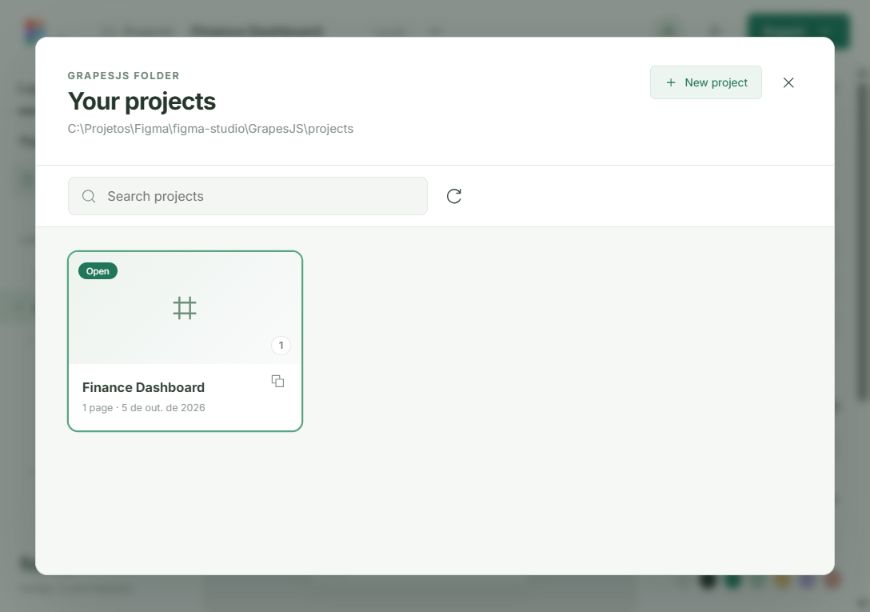 GRAPESJS FOLDER
Your projects
C:\Projetos\Figma\figma-studio\GrapesJS\projects
New project
Search projects
Open
1
Finance Dashboard
1 page · 5 de out. de 2026